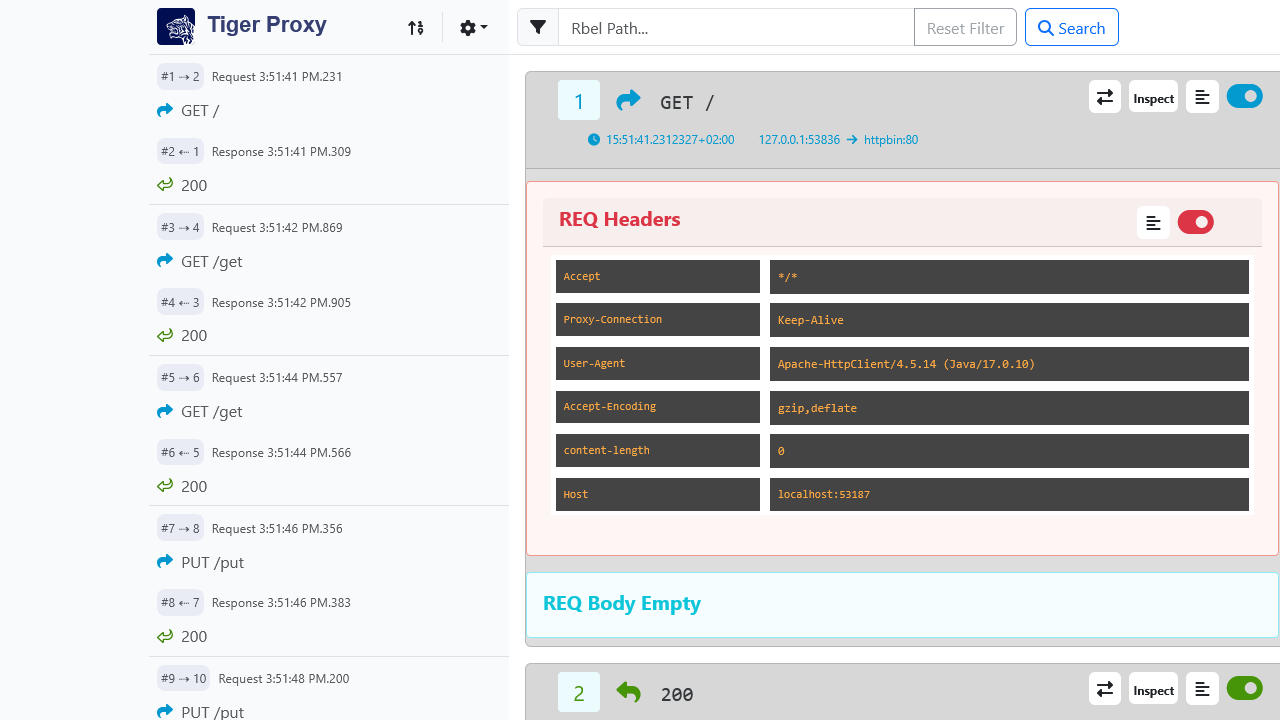 Tiger Proxy
Rbel Path...
Reset Filter
Search
#1 ⇢ 2 Request 3:51:41 PM.231
GET /
#2 ⇠ 1 Response 3:51:41 PM.309
200
#3 ⇢ 4 Request 3:51:42 PM.869
GET /get
#4 ⇠ 3 Response 3:51:42 PM.905
200
#5 ⇢ 6 Request 3:51:44 PM.557
GET /get
#6 ⇠ 5 Response 3:51:44 PM.566
200
#7 ⇢ 8 Request 3:51:46 PM.356
PUT /put
#8 ⇠ 7 Response 3:51:46 PM.383
200
#9 ⇢ 10 Request 3:51:48 PM.200
PUT /put
1 GET / Inspect
15:51:41.2312327+02:00 127.0.0.1:53836 → httpbin:80
REQ Headers
Accept */*
Proxy-Connection Keep-Alive
User-Agent Apache-HttpClient/4.5.14 (Java/17.0.10)
Accept-Encoding gzip,deflate
content-length 0
Host localhost:53187
REQ Body Empty
2 200 Inspect